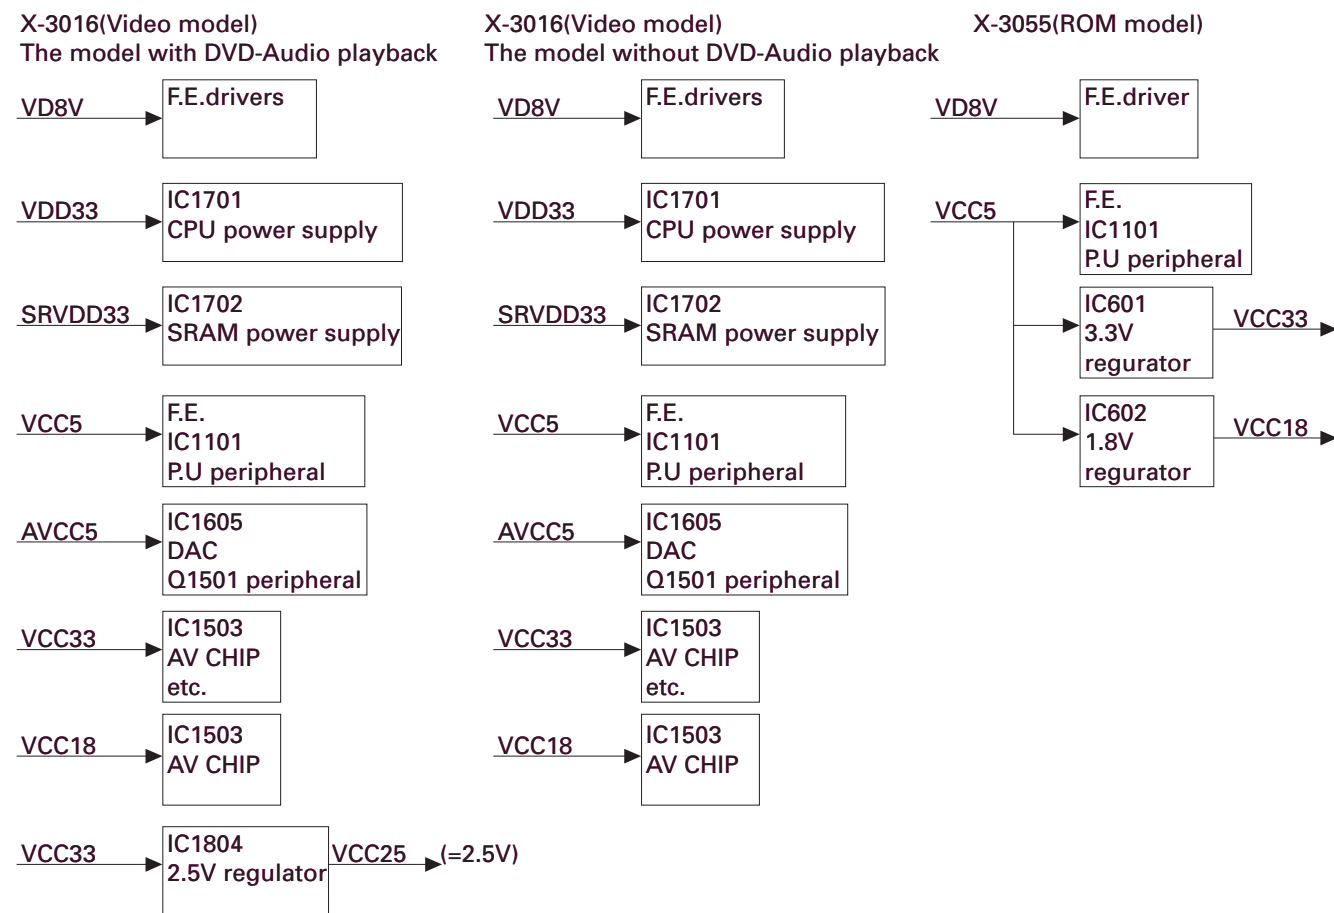 X-3016(Video model)
The model with DVD-Audio playback
VD8V
F.E.drivers
VDD33
IC1701
CPU power supply
SRVDD33
IC1702
SRAM power supply
VCC5
F.E.
IC1101
P.U peripheral
AVCC5
IC1605
DAC
Q1501 peripheral
VCC33
IC1503
AV CHIP
etc.
VCC18
IC1503
AV CHIP
VCC33
IC1804
2.5V regulator
VCC25
(=2.5V)
X-3016(Video model)
The model without DVD-Audio playback
VD8V
F.E.drivers
VDD33
IC1701
CPU power supply
SRVDD33
IC1702
SRAM power supply
VCC5
F.E.
IC1101
P.U peripheral
AVCC5
IC1605
DAC
Q1501 peripheral
VCC33
IC1503
AV CHIP
etc.
VCC18
IC1503
AV CHIP
X-3055(ROM model)
VD8V
F.E.driver
VCC5
F.E.
IC1101
P.U peripheral
IC601
3.3V
regurator
VCC33
IC602
1.8V
regurator
VCC18